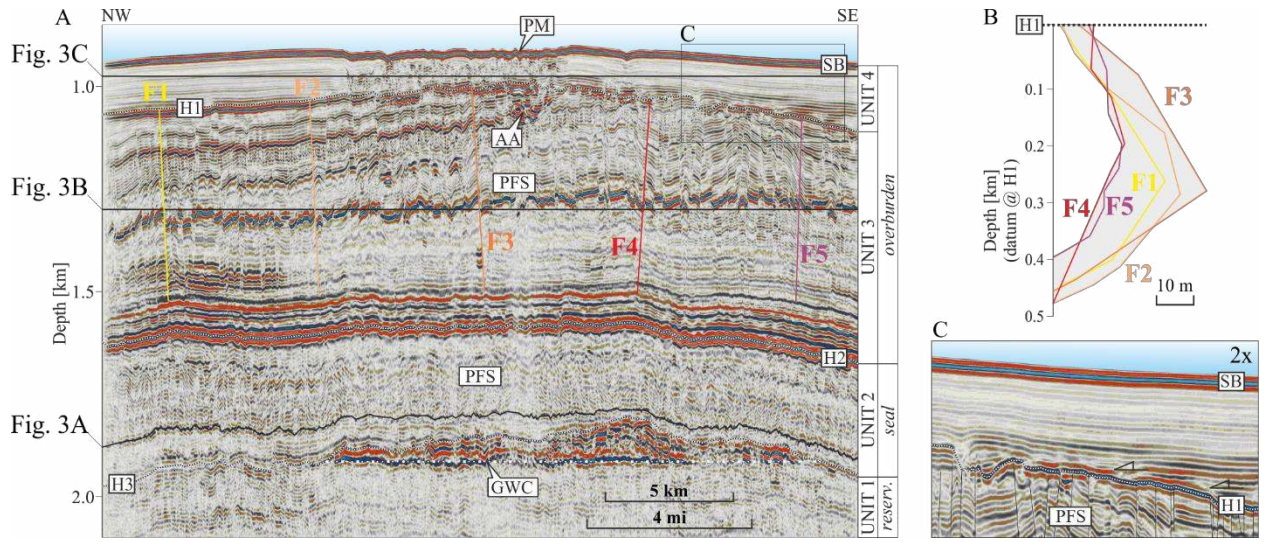 A
NW
PM
SE
B
Fig. 3C
C
SB
H1
1.0
F1
F2
H1
UNIT 4
AA
0.1
F3
PFS
0.2
Fig. 3B
F1
Depth [km]
F3
F4
F5
UNIT 3
overburden
0.3
F4
F5
Depth [km]
(datum @ H1)
F2
0.4
10 m
1.5
0.5
H2
C
2x
PFS
SB
Fig. 3A
UNIT 2
seal
H3
GWC
2.0
5 km
4 mi
UNIT 1
reserv.
H1
PFS